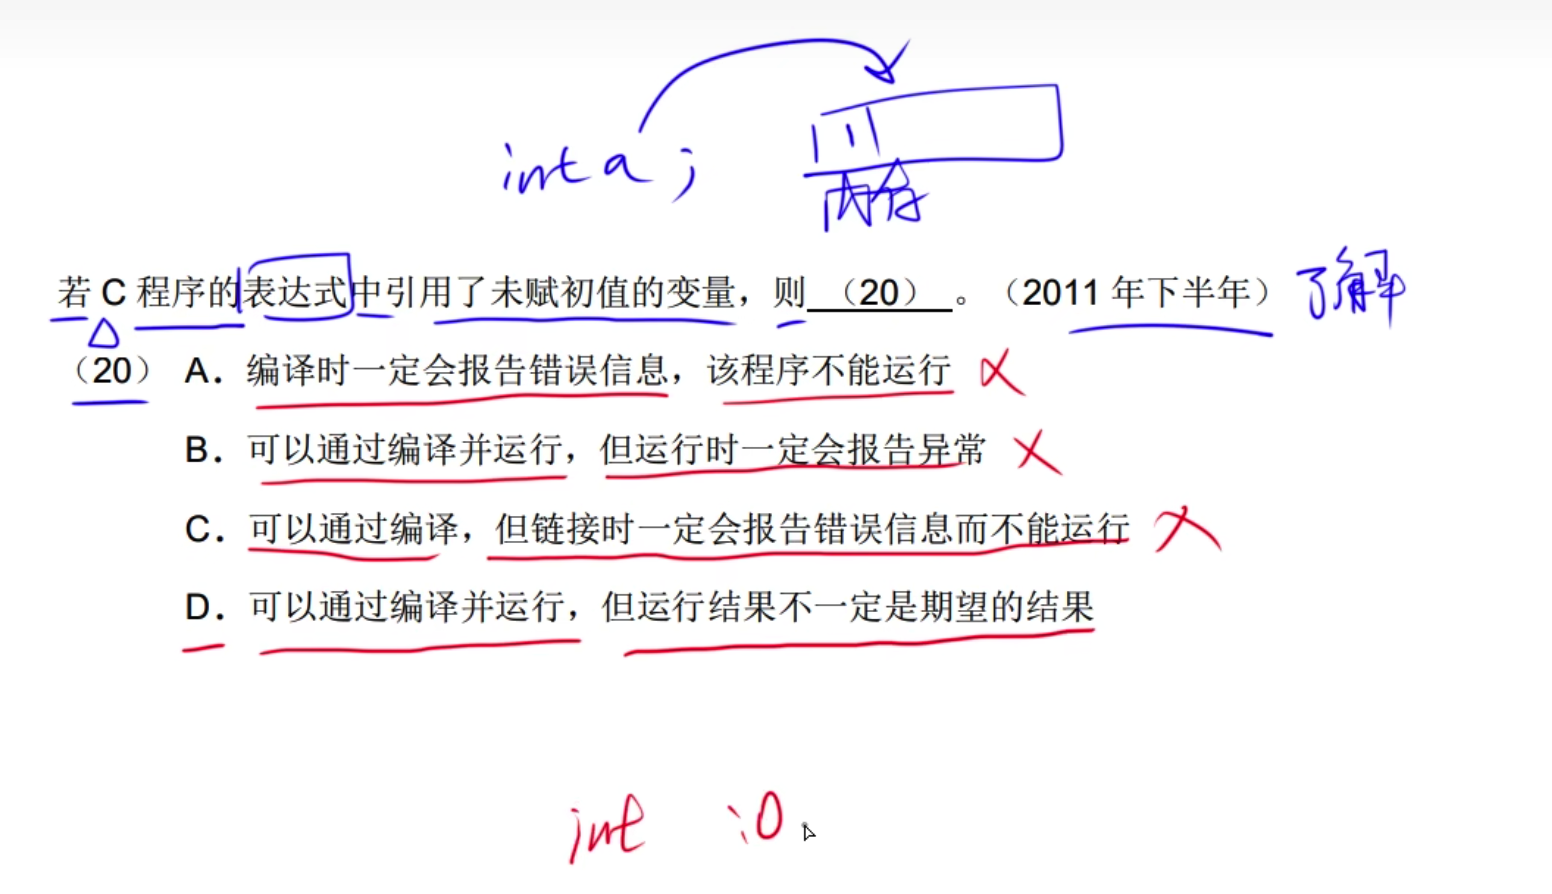 int a ;
内存
若 C 程序的表达式中引用了未赋初值的变量，则 （20） 。（2011 年下半年） 了解
（20） A．编译时一定会报告错误信息，该程序不能运行
B．可以通过编译并运行，但运行时一定会报告异常
C．可以通过编译，但链接时一定会报告错误信息而不能运行
D．可以通过编译并运行，但运行结果不一定是期望的结果
int :0